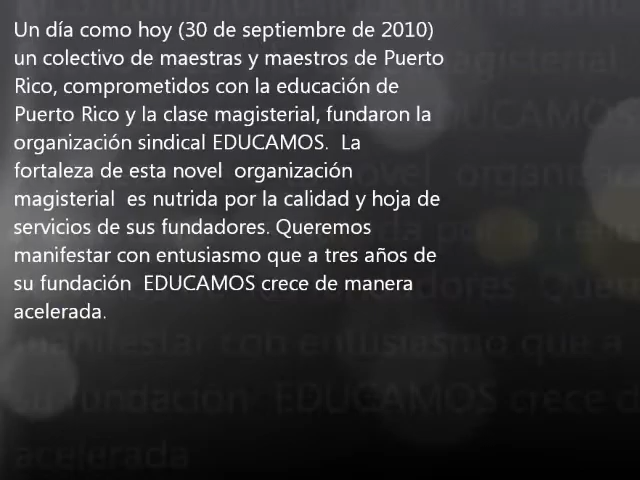 Un día como hoy (30 de septiembre de 2010)
un colectivo de maestras y maestros de Puerto
Rico, comprometidos con la educación de
Puerto Rico y la clase magisterial, fundaron la
organización sindical EDUCAMOS.  La
fortaleza de esta novel  organización
magisterial  es nutrida por la calidad y hoja de
servicios de sus fundadores. Queremos
manifestar con entusiasmo que a tres años de
su fundación  EDUCAMOS crece de manera
acelerada.